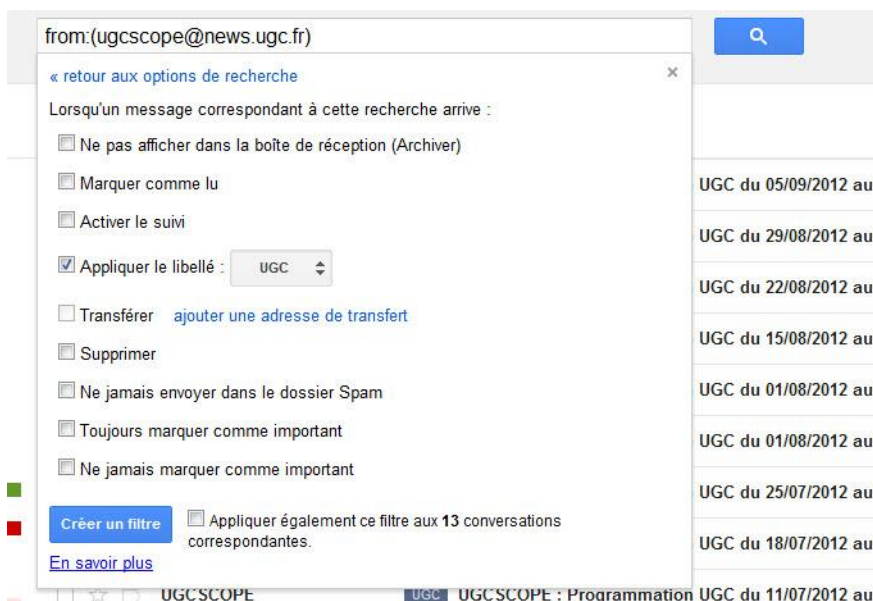 from:(ugcscope@news.ugc.fr)
« retour aux options de recherche
×
Lorsqu'un message correspondant à cette recherche arrive :
Ne pas afficher dans la boîte de réception (Archiver)
Marquer comme lu
UGC du 05/09/2012 au
Activer le suivi
UGC du 29/08/2012 au
Appliquer le libellé : UGC
UGC du 22/08/2012 au
Transférer ajouter une adresse de transfert
UGC du 15/08/2012 au
Supprimer
Ne jamais envoyer dans le dossier Spam
UGC du 01/08/2012 au
Toujours marquer comme important
UGC du 01/08/2012 au
Ne jamais marquer comme important
UGC du 25/07/2012 au
Créer un filtre
Appliquer également ce filtre aux 13 conversations
correspondantes.
UGC du 18/07/2012 au
En savoir plus
UGCSCOPE UGC UGCSCOPE : Programmation UGC du 11/07/2012 au